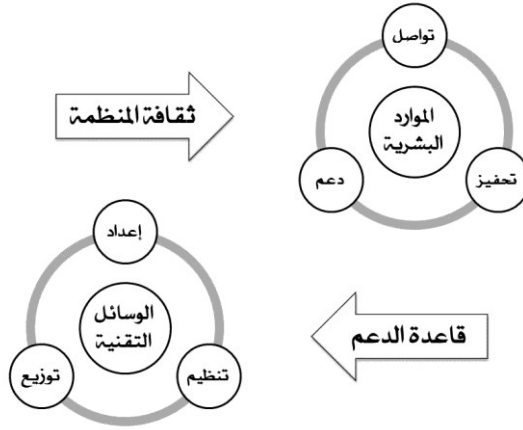 تواصل
الموارد
البشرية
تحفيز
دعم
ثقافة المنظمة
إعداد
الوسائل
التقنية
تنظيم
توزيع
قاعدة الدعم